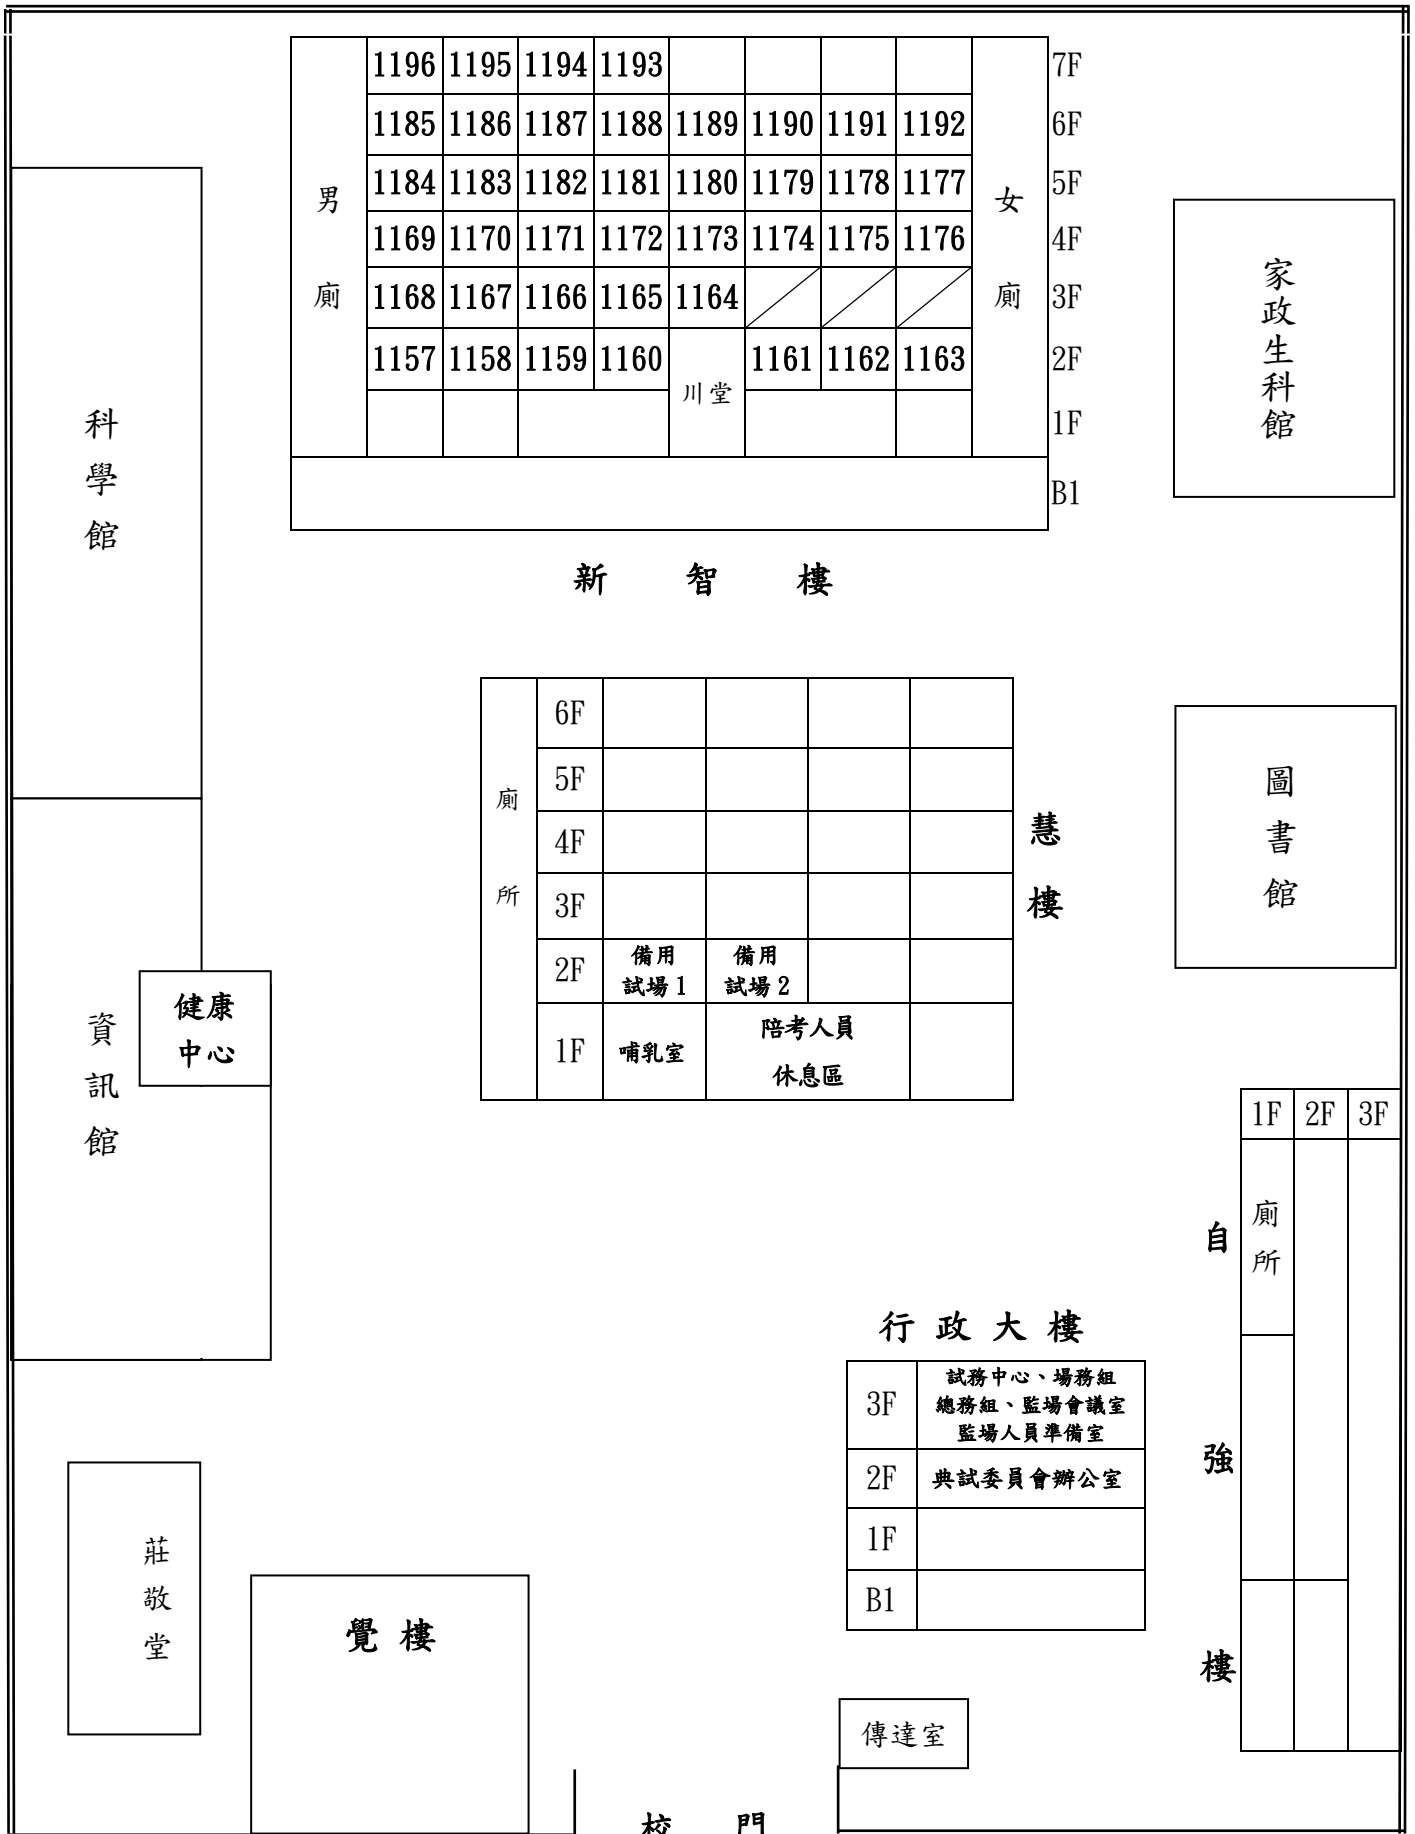 1196 1195 1194 1193 7F
1185 1186 1187 1188 1189 1190 1191 1192 6F
1184 1183 1182 1181 1180 1179 1178 1177 5F
1169 1170 1171 1172 1173 1174 1175 1176 4F
1168 1167 1166 1165 1164 3F
1157 1158 1159 1160 川堂 1161 1162 1163 2F
1F
B1
男廁
女廁
新智樓
科學館
家政生科館
廁所
6F
5F
4F
3F
2F 備用 備用
試場1 試場2
1F 哺乳室 陪考人員
休息區
慧樓
圖書館
資訊館
健康
中心
1F 2F 3F
廁所
自強樓
行政大樓
3F 試務中心、場務組
總務組、監場會議室
監場人員準備室
2F 典試委員會辦公室
1F
B1
莊敬堂
覺樓
傳達室
校門